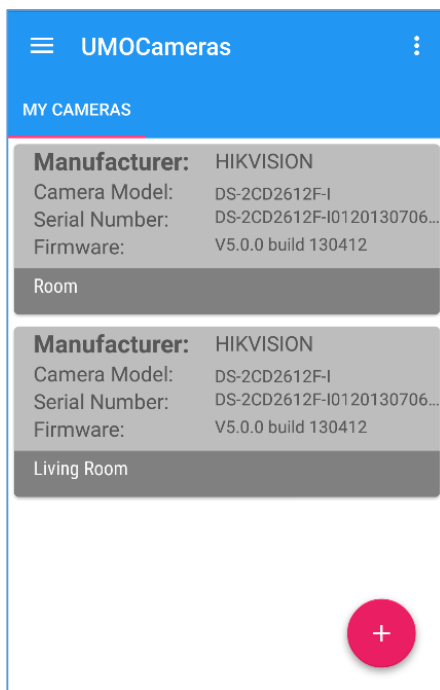 UMOCameras
MY CAMERAS
Manufacturer: HIKVISION
Camera Model: DS-2CD2612F-I
Serial Number: DS-2CD2612F-I0120130706...
Firmware: V5.0.0 build 130412
Room
Manufacturer: HIKVISION
Camera Model: DS-2CD2612F-I
Serial Number: DS-2CD2612F-I0120130706...
Firmware: V5.0.0 build 130412
Living Room
+